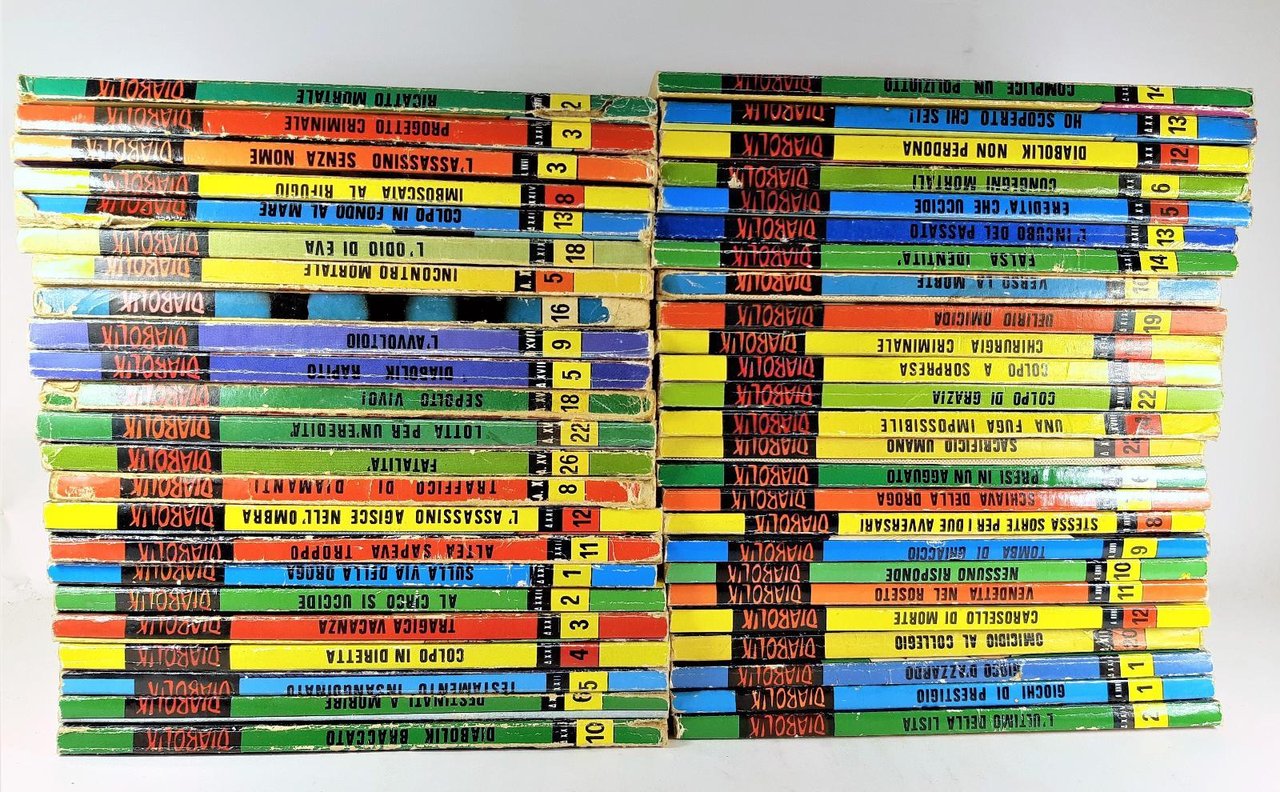 DIABOLIK RICATTO MORTALE 2
DIABOLIK PROGETTO CRIMINALE 3
DIABOLIK L'ASSASSINO SENZA NOME 3
DIABOLIK IMBOSCATA AL RIFUGIO 8
DIABOLIK COLPO IN FONDO AL MARE 13
DIABOLIK L'ODIO DI EVA 18
DIABOLIK INCONTRO MORTALE 5
DIABOLIK 16
DIABOLIK L'AVVOLTOIO 9
DIABOLIK DIABOLIK RAPITO 5
DIABOLIK SEPOLTO VIVO! 18
DIABOLIK LOTTA PER UN'EREDITA' 22
DIABOLIK FATALITA' 26
DIABOLIK TRAFFICO DI DIAMANTI 8
DIABOLIK L'ASSASSINO AGISCE NELL'OMBRA 12
DIABOLIK ALTEA SAPEVA TROPPO 11
DIABOLIK SULLA VIA DELLA DROGA 1
DIABOLIK AL CIRCO SI UCCIDE 2
DIABOLIK TRAGICA VACANZA 3
DIABOLIK COLPO IN DIRETTA 4
DIABOLIK TESTAMENTO INSANGUINATO 5
DIABOLIK DESTINATI A MORIRE 6
DIABOLIK DIABOLIK BRACCATO 10
DIABOLIK COMPLICE UN POLIZIOTTO 14
DIABOLIK HO SCOPERTO CHI SEI! 13
DIABOLIK DIABOLIK NON PERDONA 12
DIABOLIK CONGEGNI MORTALI 6
DIABOLIK EREDITA' CHE UCCIDE 5
DIABOLIK L'INCUBO DEL PASSATO 13
DIABOLIK FALSA IDENTITA' 14
DIABOLIK VERSO LA MORTE
DIABOLIK DELIRIO OMICIDA 19
DIABOLIK CHIRURGIA CRIMINALE
DIABOLIK COLPO A SORPRESA
DIABOLIK COLPO DI GRAZIA 22
DIABOLIK UNA FUGA IMPOSSIBILE
DIABOLIK SACRIFICIO UMANO
DIABOLIK PRESI IN UN AGGUATO
DIABOLIK SCHIAVA DELLA DROGA
DIABOLIK STESSA SORTE PER I DUE AVVERSARI 8
DIABOLIK TOMBA DI GHIACCIO 9
DIABOLIK NESSUNO RISPONDE 10
DIABOLIK VENDETTA NEL ROSETO 11
DIABOLIK CAROSELLO DI MORTE 12
DIABOLIK OMICIDIO AL COLLEGIO 20
DIABOLIK GIOCO D'AZZARDO 1
DIABOLIK GIOCHI DI PRESTIGIO 1
DIABOLIK L'ULTIMO DELLA LISTA 2